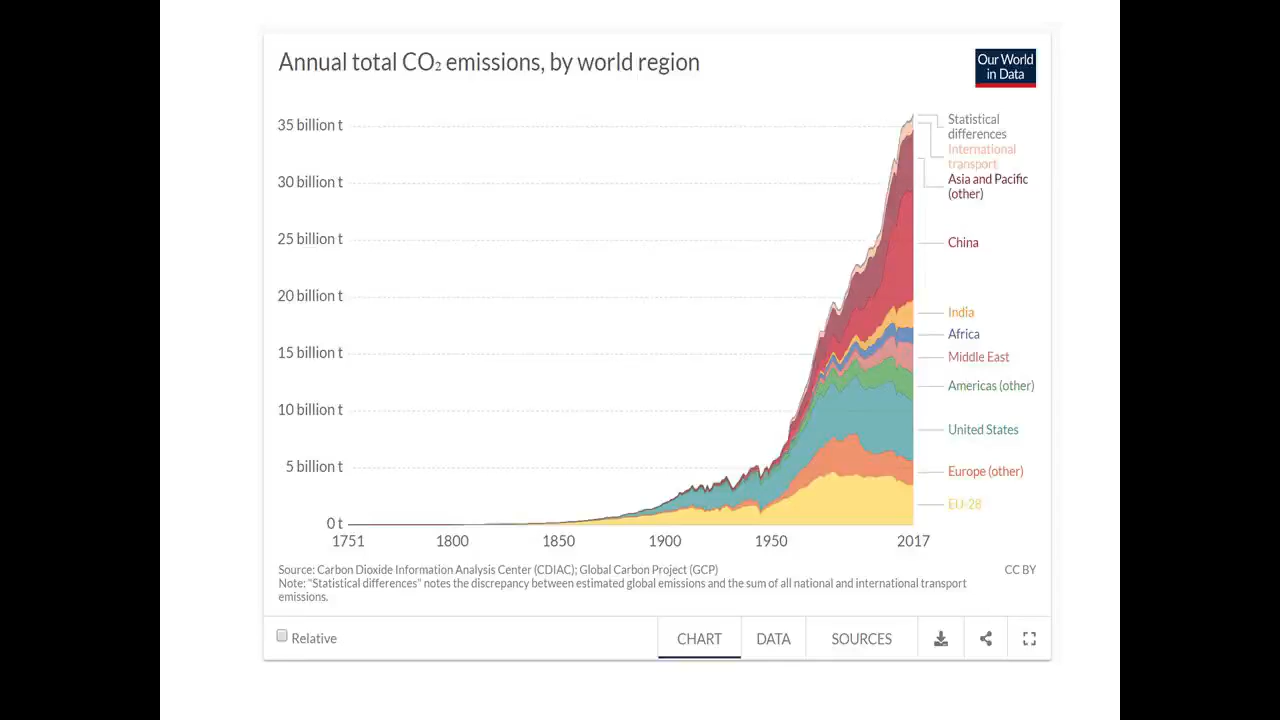 Annual total CO₂ emissions, by world region
Our World
in Data
35 billion t
30 billion t
25 billion t
20 billion t
15 billion t
10 billion t
5 billion t
0 t
1751
1800
1850
1900
1950
2017
Statistical
differences
International
transport
Asia and Pacific
(other)
China
India
Africa
Middle East
Americas (other)
United States
Europe (other)
EU-28
Source: Carbon Dioxide Information Analysis Center (CDIAC); Global Carbon Project (GCP)
CC BY
Note: "Statistical differences" notes the discrepancy between estimated global emissions and the sum of all national and international transport
emissions.
Relative
CHART
DATA
SOURCES